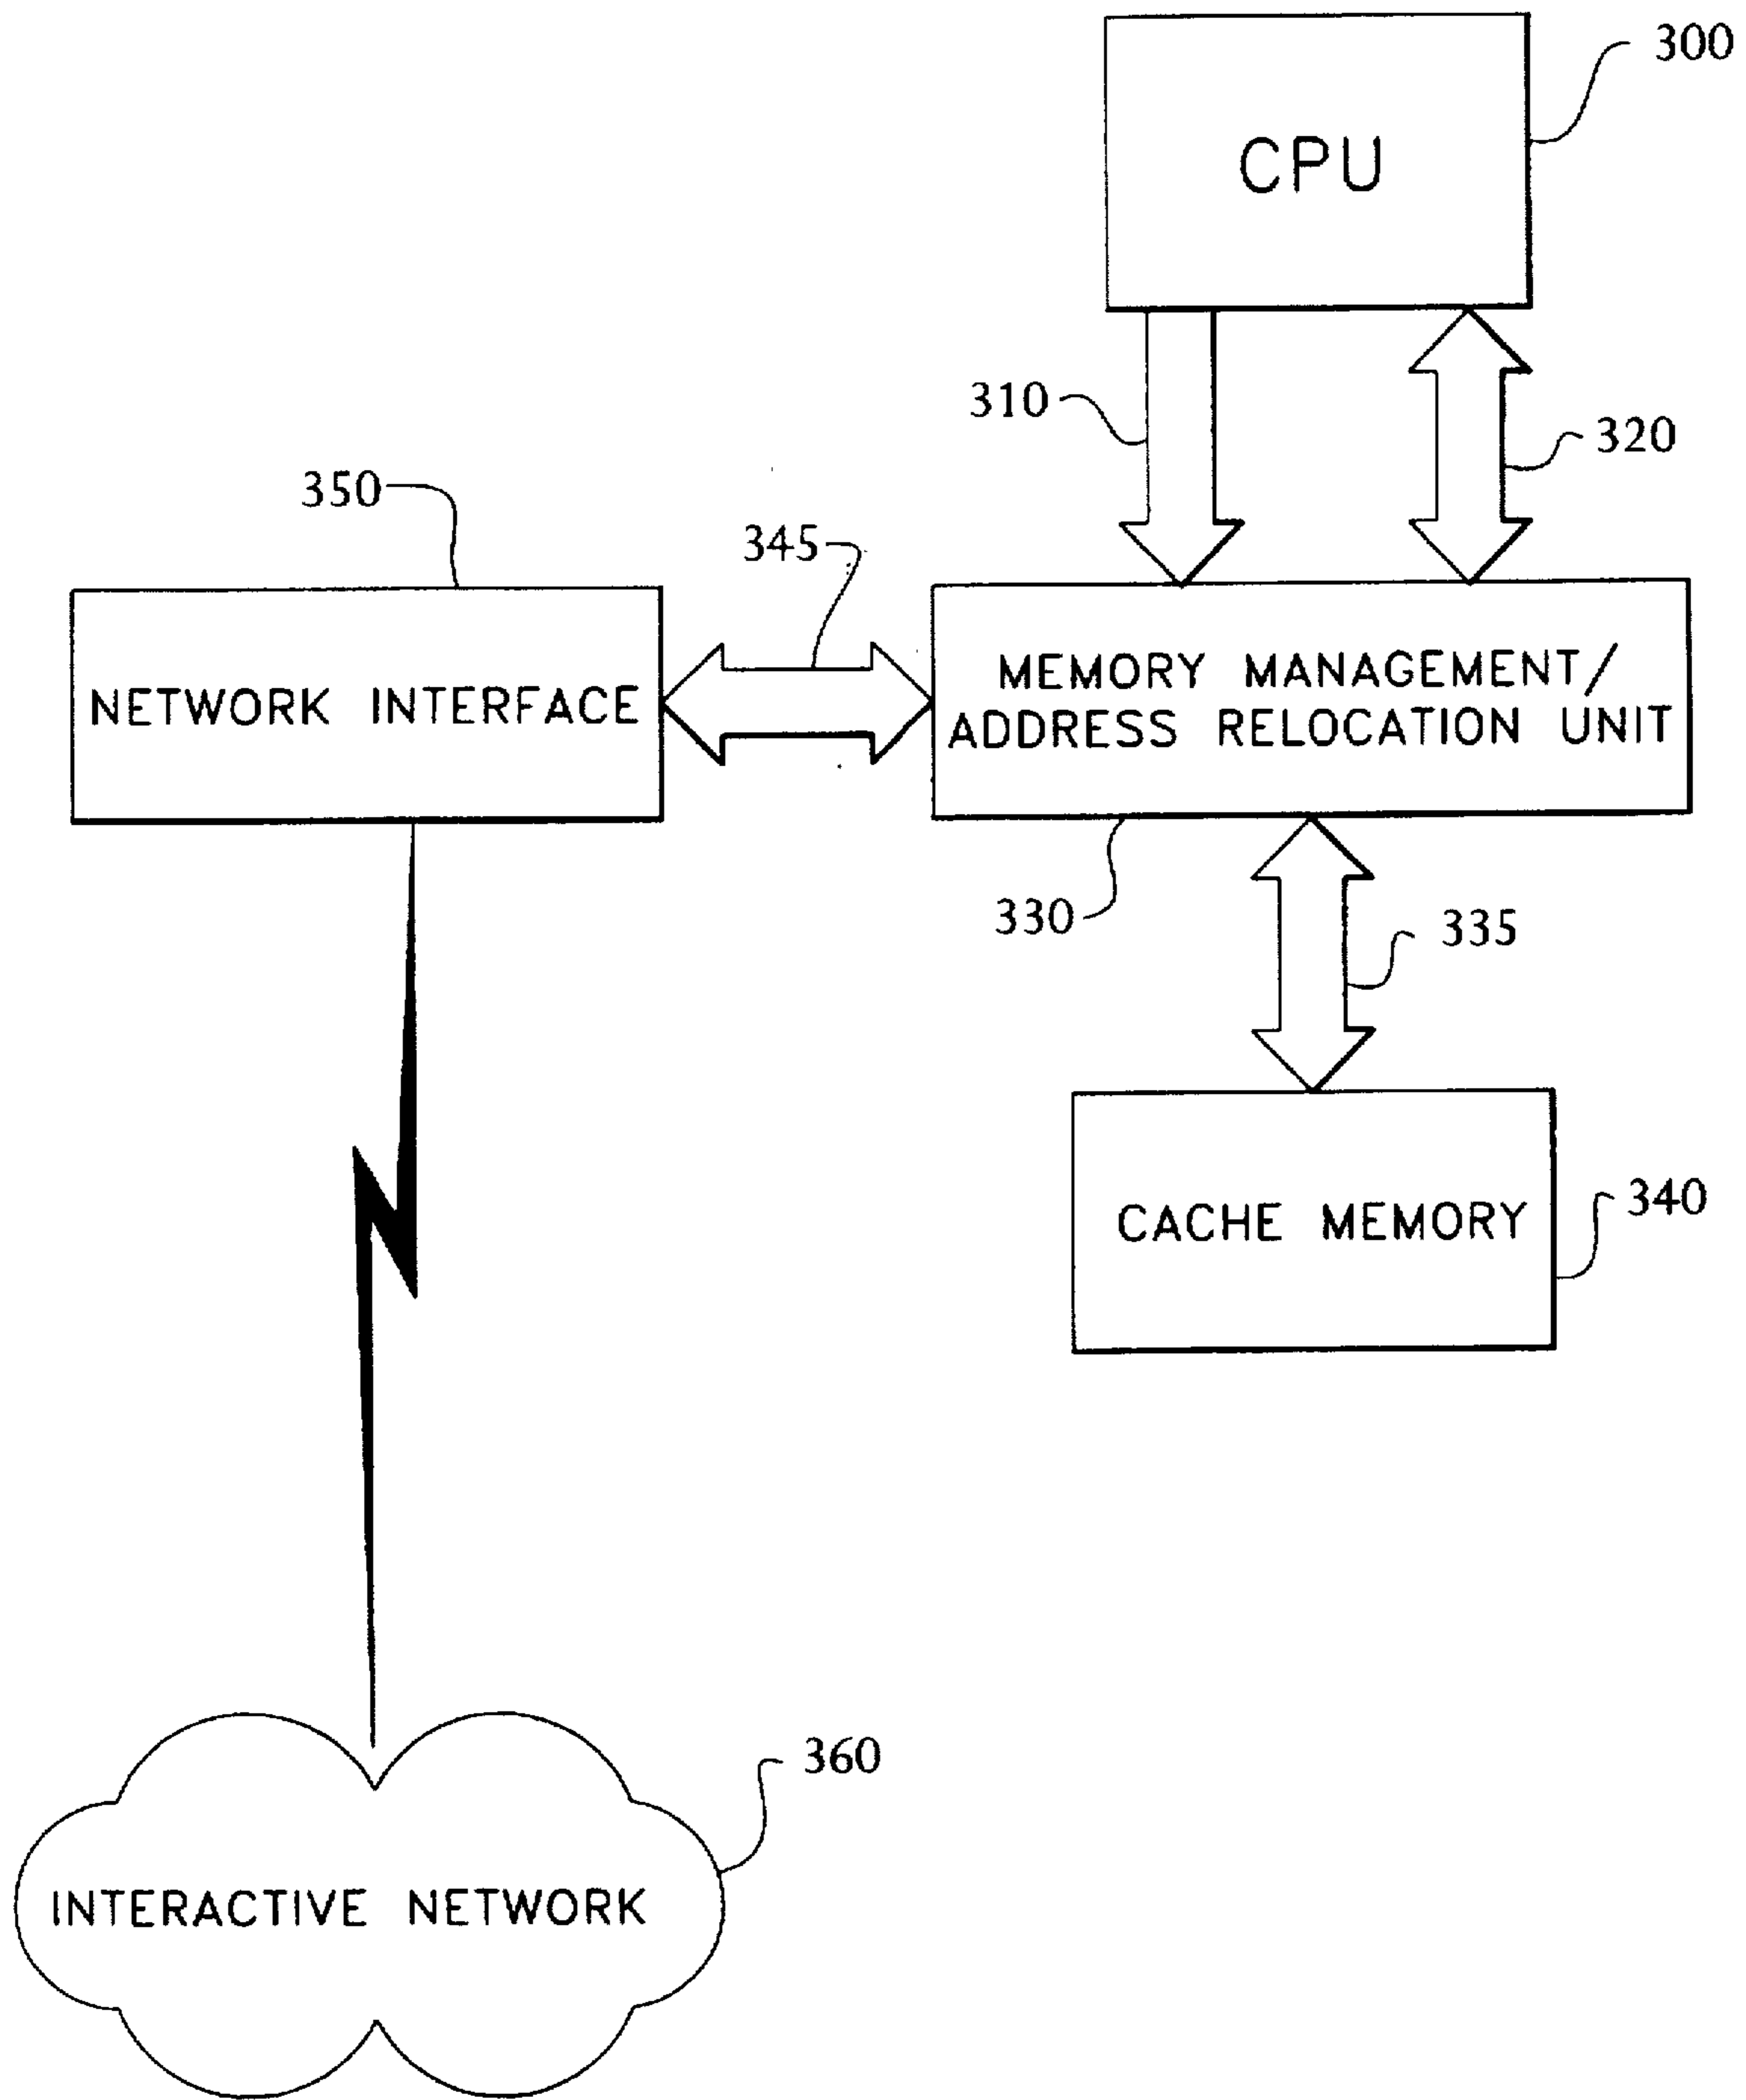 300
CPU
310
320
350
345
NETWORK INTERFACE
MEMORY MANAGEMENT/
ADDRESS RELOCATION UNIT
330
335
CACHE MEMORY
340
360
INTERACTIVE NETWORK